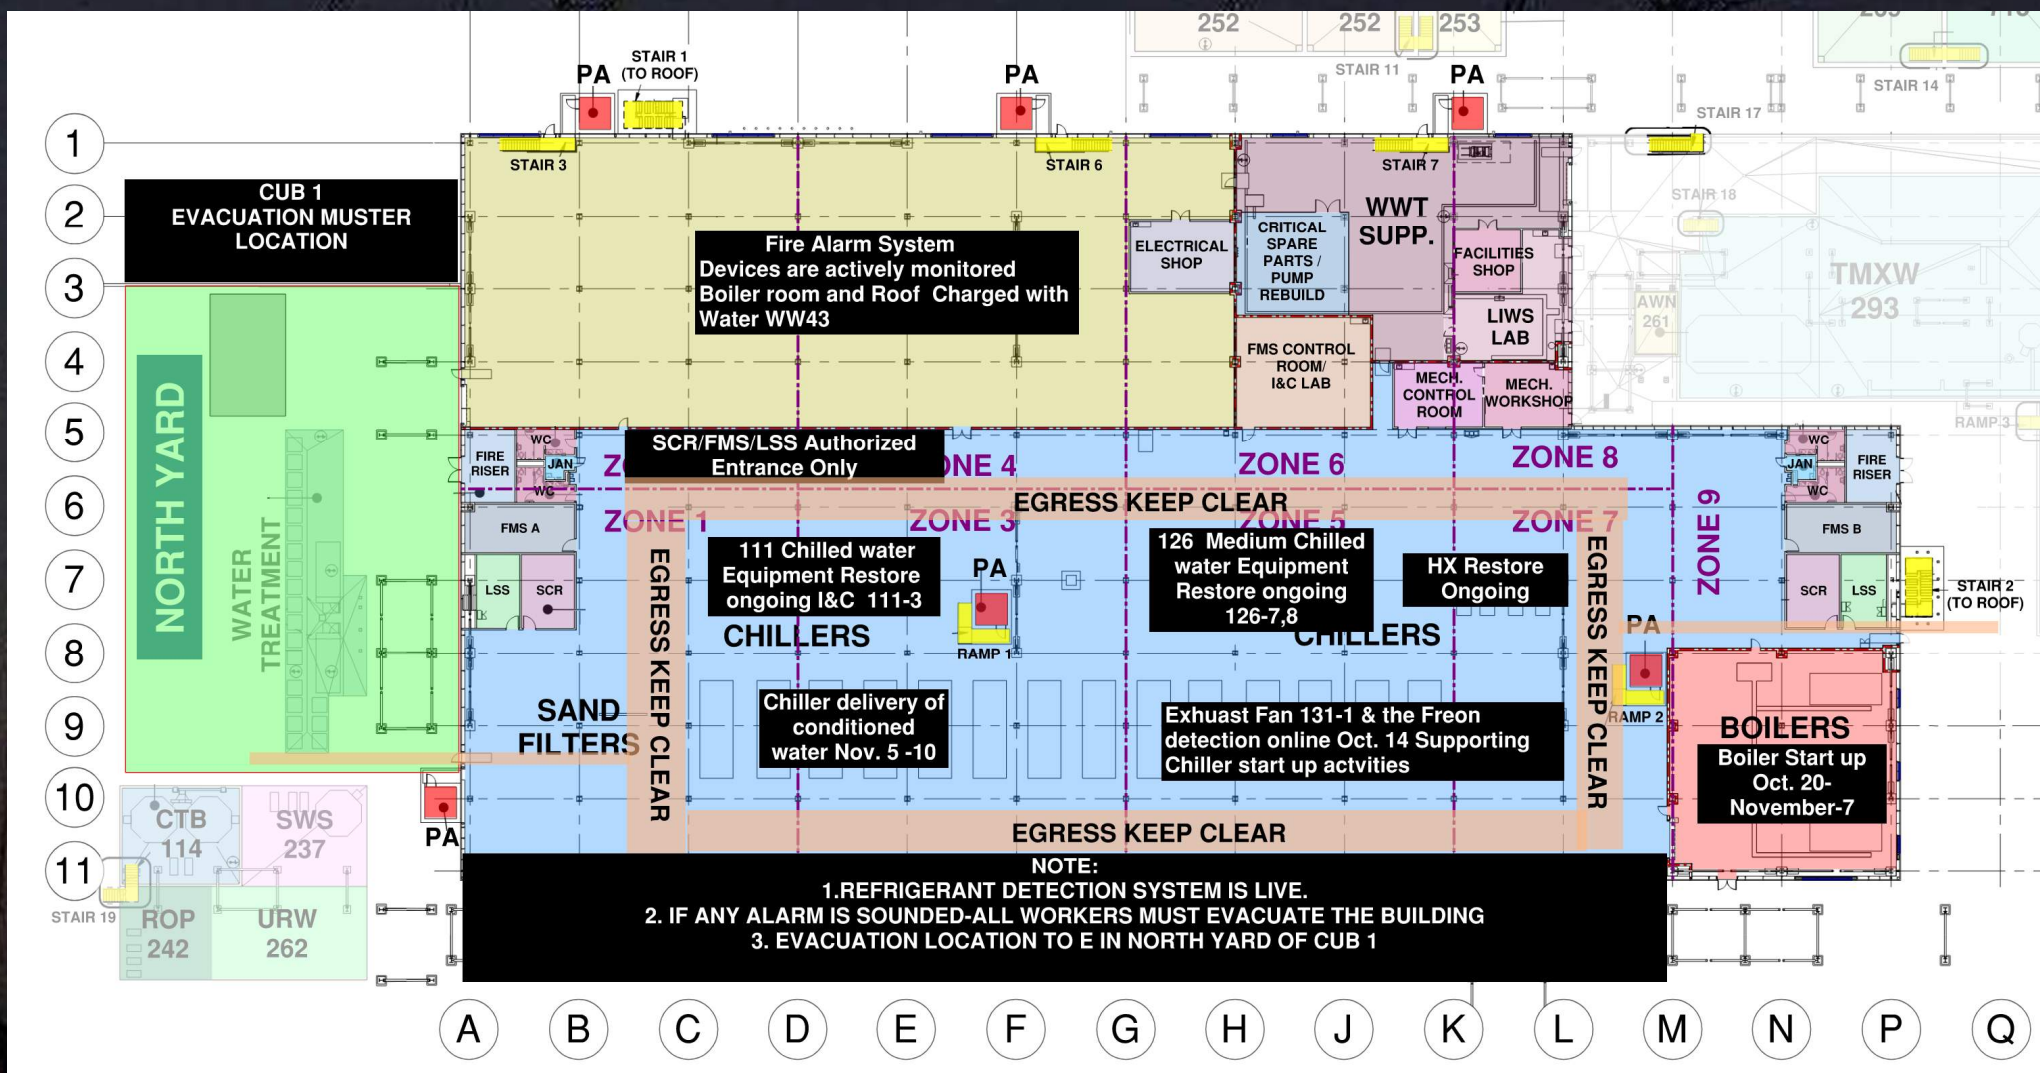 252
252
253
STAIR 11
STAIR 14
STAIR 17
STAIR 1
(TO ROOF)
PA
PA
PA
1
2
3
4
5
6
7
8
9
10
11
STAIR 3
STAIR 6
STAIR 7
STAIR 18
CUB 1
EVACUATION MUSTER
LOCATION
Fire Alarm System
Devices are actively monitored
Boiler room and Roof  Charged with
Water WW43
ELECTRICAL
SHOP
CRITICAL
SPARE
PARTS /
PUMP
REBUILD
WWT
SUPP.
FACILITIES
SHOP
LIWS
LAB
AWN
261
TMXW
293
FMS CONTROL
ROOM/
I&C LAB
MECH.
CONTROL
ROOM
MECH.
WORKSHOP
RAMP 3
NORTH YARD
WATER
TREATMENT
FIRE
RISER
WC
JAN
WC
SCR/FMS/LSS Authorized
Entrance Only
ZONE 4
ZONE 6
ZONE 8
ZONE 9
WC
JAN
WC
FIRE
RISER
EGRESS KEEP CLEAR
ZONE 1
ZONE 3
ZONE 5
ZONE 7
FMS A
FMS B
LSS
SCR
SCR
LSS
STAIR 2
(TO ROOF)
EGRESS KEEP CLEAR
111 Chilled water
Equipment Restore
ongoing I&C  111-3
PA
RAMP 1
126  Medium Chilled
water Equipment
Restore ongoing
126-7,8
HX Restore
Ongoing
EGRESS KEEP CLEAR
PA
RAMP 2
CHILLERS
CHILLERS
SAND
FILTERS
Chiller delivery of
conditioned
water Nov. 5 -10
Exhuast Fan 131-1 & the Freon
detection online Oct. 14 Supporting
Chiller start up actvities
BOILERS
Boiler Start up
Oct. 20-
November-7
EGRESS KEEP CLEAR
PA
CTB
114
SWS
237
STAIR 19
ROP
242
URW
262
NOTE:
1.REFRIGERANT DETECTION SYSTEM IS LIVE.
2. IF ANY ALARM IS SOUNDED-ALL WORKERS MUST EVACUATE THE BUILDING
3. EVACUATION LOCATION TO E IN NORTH YARD OF CUB 1
A
B
C
D
E
F
G
H
J
K
L
M
N
P
Q